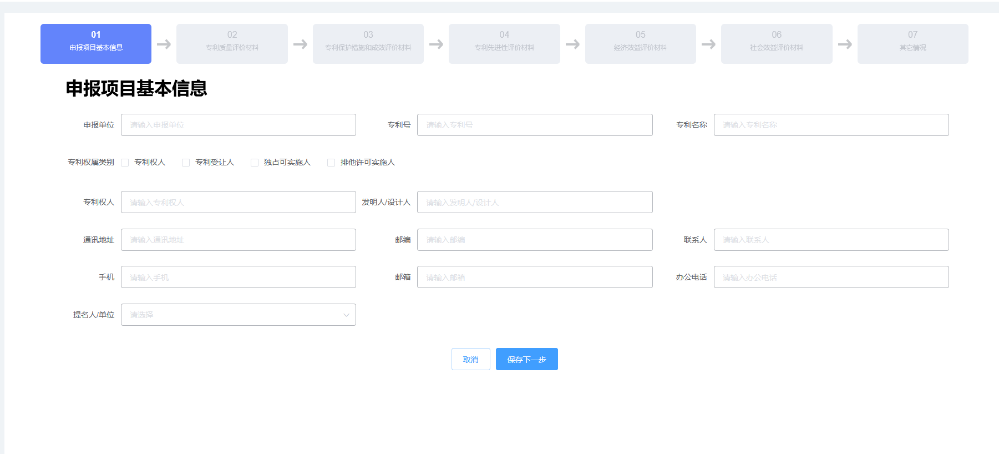 01
申报项目基本信息
02
专利质量评价材料
03
专利保护措施和成效评价材料
04
专利先进性评价材料
05
经济效益评价材料
06
社会效益评价材料
07
其它情况
申报项目基本信息
申报单位 请输入申报单位 专利号 请输入专利号 专利名称 请输入专利名称
专利权属类别 专利权人 专利受让人 独占可实施人 排他许可实施人
专利权人 请输入专利权人 发明人/设计人 请输入发明人/设计人
通讯地址 请输入通讯地址 邮编 请输入邮编 联系人 请输入联系人
手机 请输入手机 邮箱 请输入邮箱 办公电话 请输入办公电话
提名人/单位 请选择
取消 保存下一步